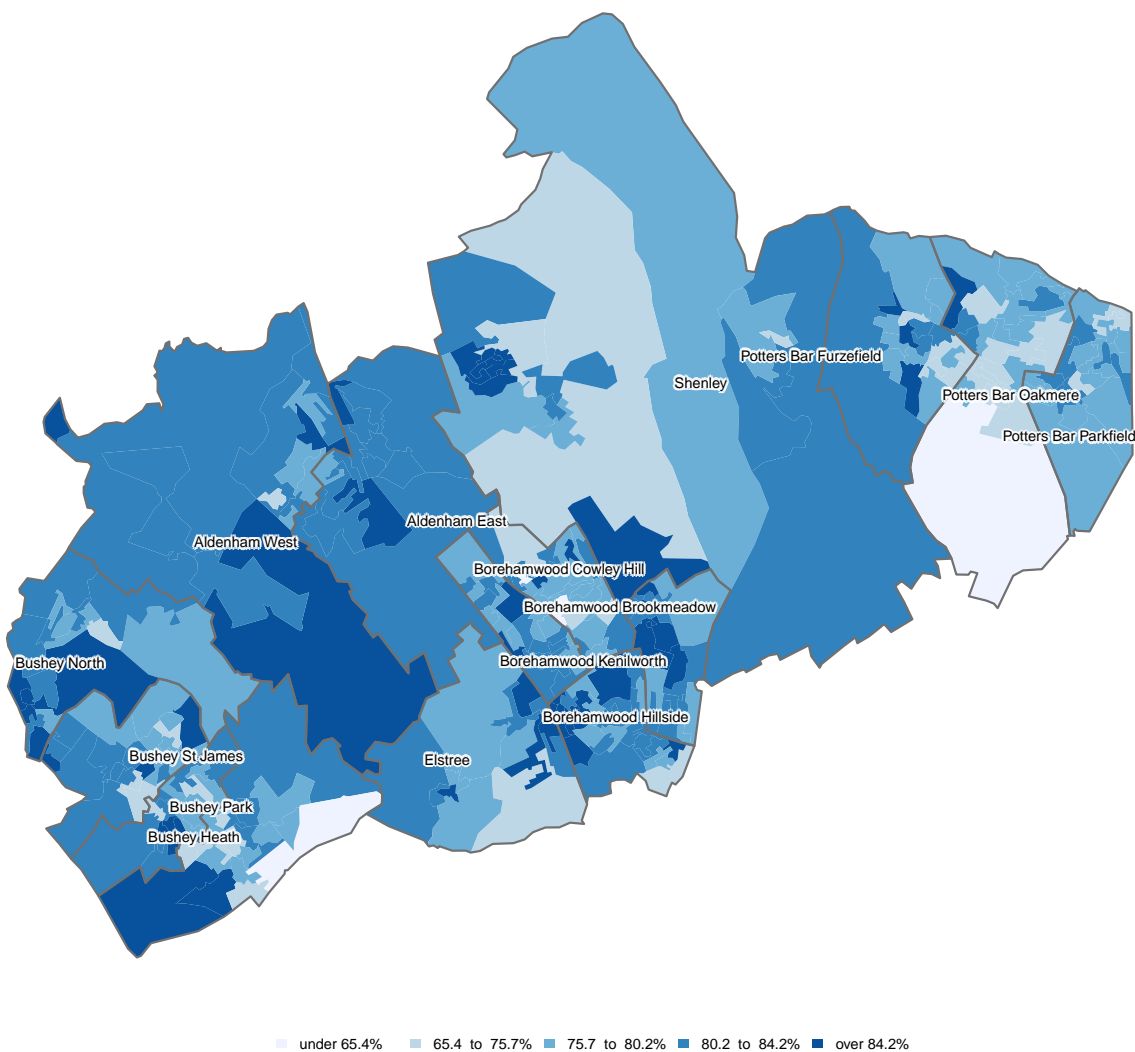 Potters Bar Furzefield
Shenley
Potters Bar Oakmere
Potters Bar Parkfield
Aldenham East
Aldenham West
Borehamwood Cowley Hill
Borehamwood Brookmeadow
Bushey North
Borehamwood Kenilworth
Borehamwood Hillside
Bushey St James
Elstree
Bushey Park
Bushey Heath
under 65.4% 65.4 to 75.7% 75.7 to 80.2% 80.2 to 84.2% over 84.2%